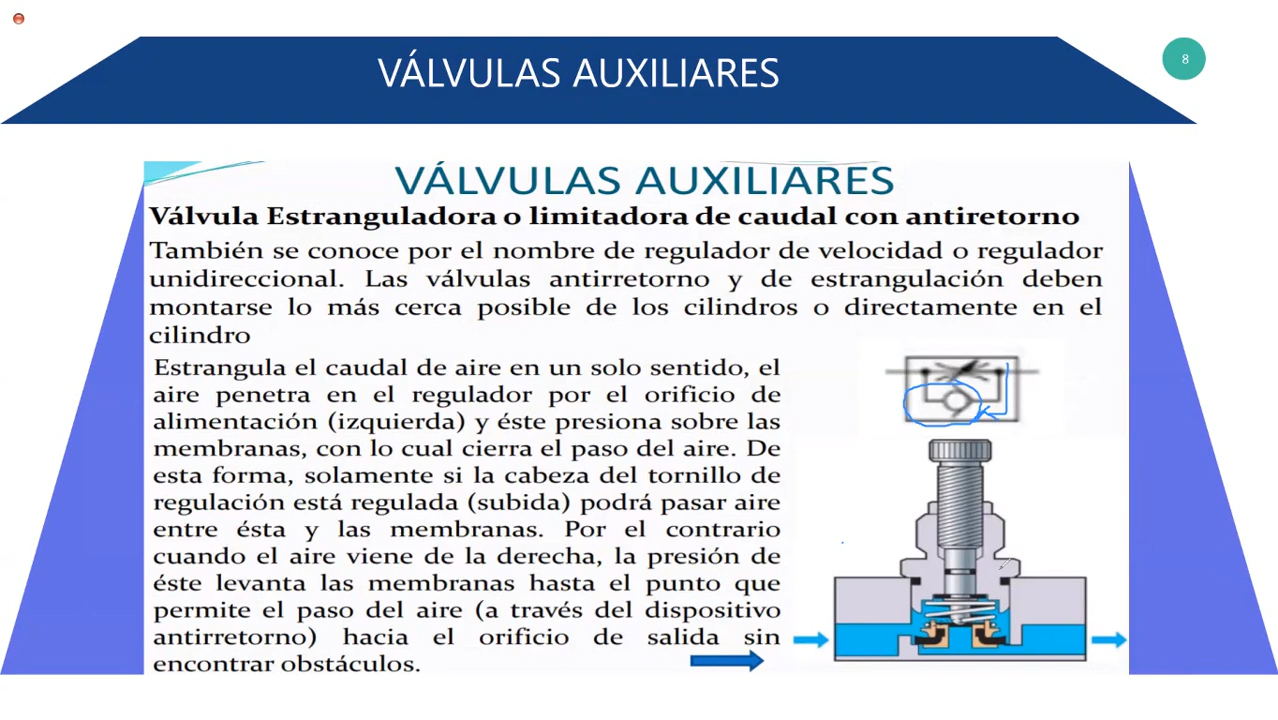 VÁLVULAS AUXILIARES
8
VÁLVULAS AUXILIARES
Válvula Estranguladora o limitadora de caudal con antiretorno
También se conoce por el nombre de regulador de velocidad o regulador
unidireccional. Las válvulas antirretorno y de estrangulación deben
montarse lo más cerca posible de los cilindros o directamente en el
cilindro
Estrangula el caudal de aire en un solo sentido, el
aire penetra en el regulador por el orificio de
alimentación (izquierda) y éste presiona sobre las
membranas, con lo cual cierra el paso del aire. De
esta forma, solamente si la cabeza del tornillo de
regulación está regulada (subida) podrá pasar aire
entre ésta y las membranas. Por el contrario
cuando el aire viene de la derecha, la presión de
éste levanta las membranas hasta el punto que
permite el paso del aire (a través del dispositivo
antirretorno) hacia el orificio de salida sin
encontrar obstáculos.